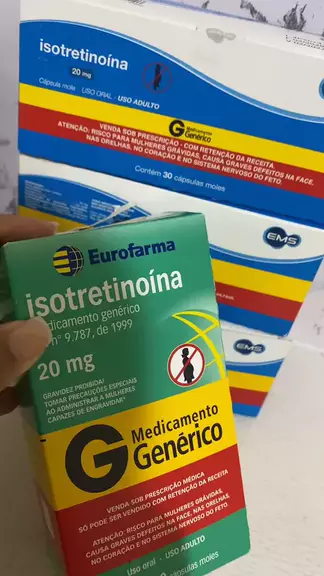 isotretinoína
20 mg
Cápsula mole USO ORAL - USO ADULTO
G Medicamento
Genérico
VENDA SOB PRESCRIÇÃO - COM RETENÇÃO DA RECEITA
ATENÇÃO: RISCO PARA MULHERES GRÁVIDAS, CAUSA GRAVES DEFEITOS NA FACE,
NAS ORELHAS, NO CORAÇÃO E NO SISTEMA NERVOSO DO FETO.
Contém 30 cápsulas moles
EMS
EMS
Eurofarma
isotretinoína
medicamento genérico
nº 9.787, de 1999
20 mg
GRAVIDEZ PROIBIDA!
TOMAR PRECAUÇÕES ESPECIAIS
AO ADMINISTRAR A MULHERES
CAPAZES DE ENGRAVIDAR"
G Medicamento
Genérico
VENDA SOB PRESCRIÇÃO MÉDICA
SÓ PODE SER VENDIDO COM RETENÇÃO DA RECEITA
ATENÇÃO: RISCO PARA MULHERES GRÁVIDAS,
CAUSA GRAVES DEFEITOS NA FACE, NAS ORELHAS,
NO CORAÇÃO E NO SISTEMA NERVOSO DO FETO.
Uso oral - USO ADULTO
cápsulas moles